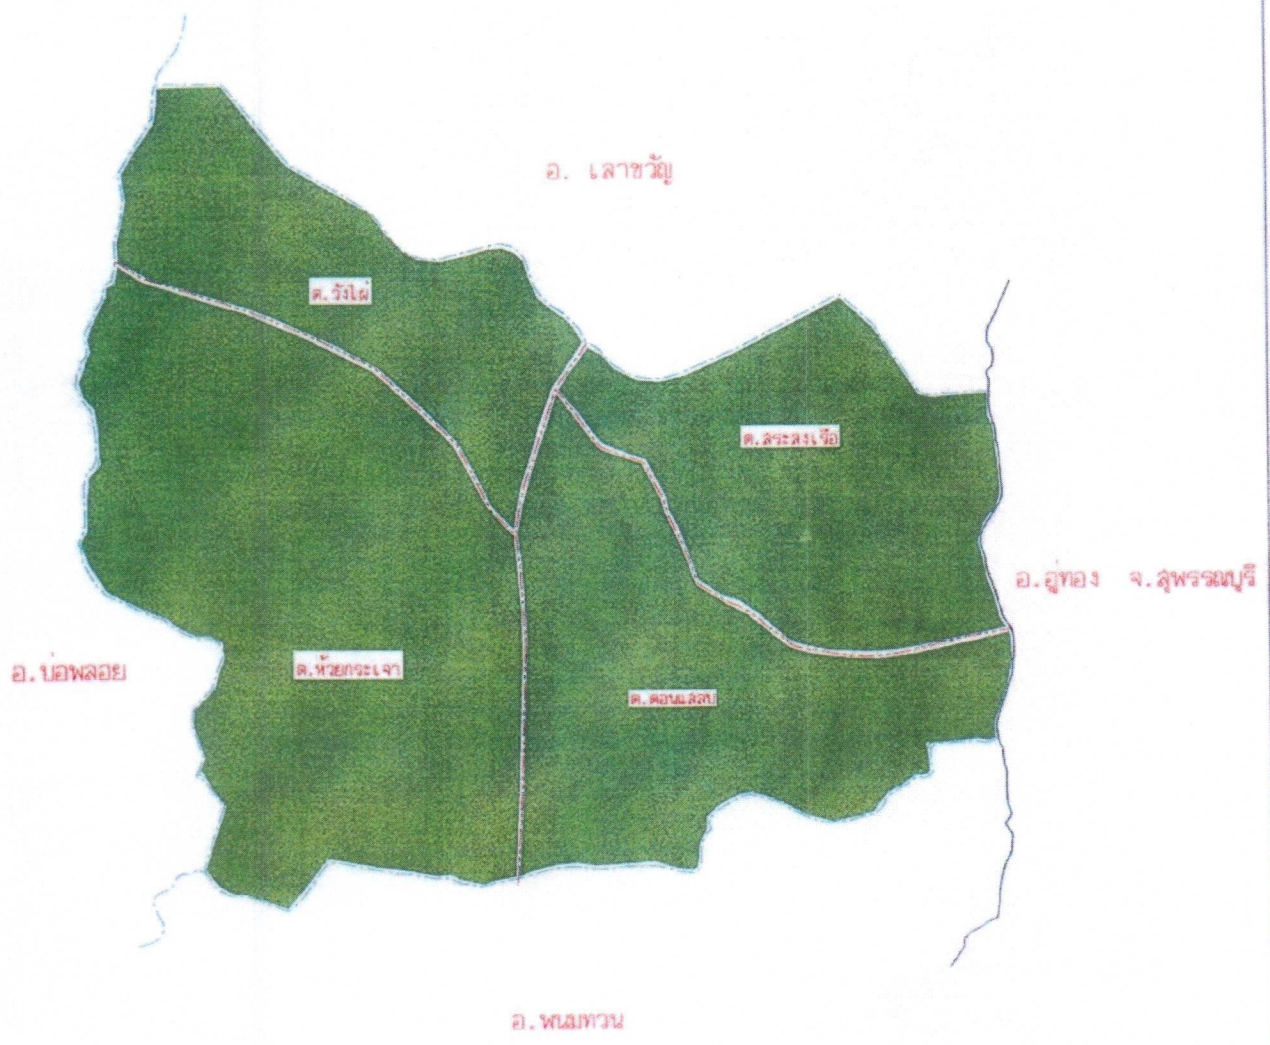 อ. เลาขวัญ
ต.วังไผ่
ต.สระลงเรือ
อ.อู่ทอง จ.สุพรรณบุรี
ต.ห้วยกระเจา
อ.บ่อพลอย
ต.ดอนแสลบ
อ.พนมทวน